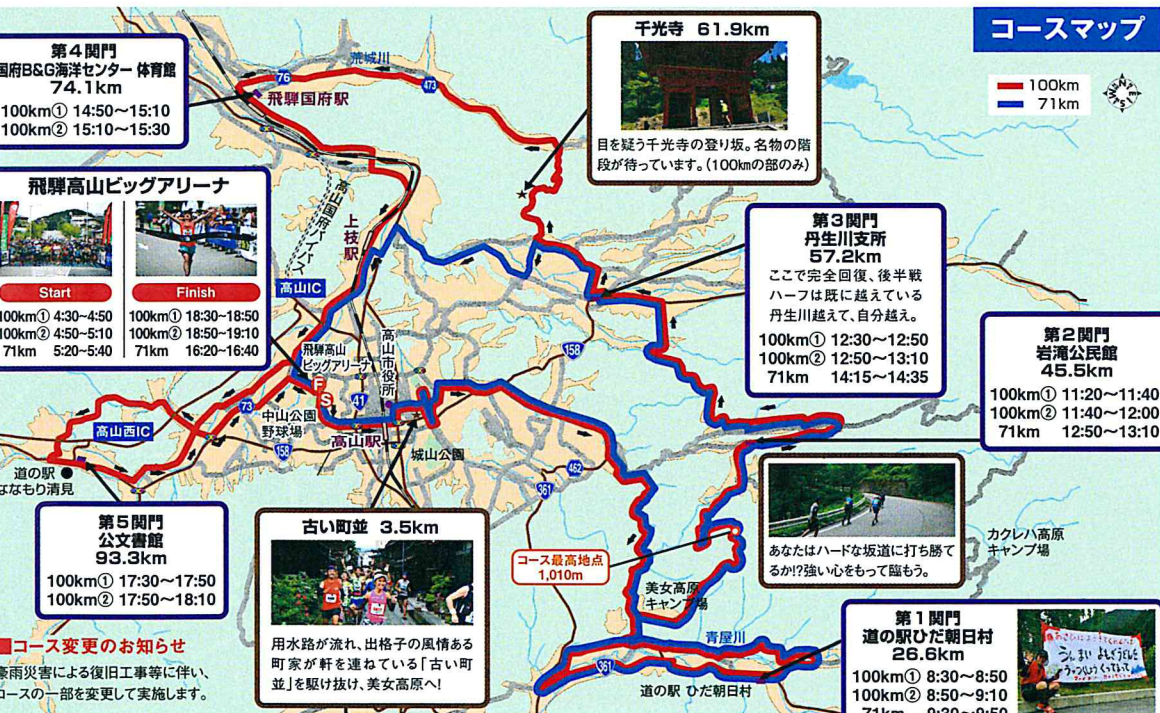 コースマップ
100km
71km
第4関門
国府B&G海洋センター 体育館
74.1km
100km① 14:50～15:10
100km② 15:10～15:30
荒城川
76
473
飛騨国府駅
千光寺 61.9km
目を疑う千光寺の登り坂。名物の階
段が待っています。(100kmの部のみ)
飛騨高山ビッグアリーナ
Start
100km① 4:30～4:50
100km② 4:50～5:10
71km 5:20～5:40
Finish
100km① 18:30～18:50
100km② 18:50～19:10
71km 16:20～16:40
高山国府バイパス
上枝駅
高山IC
第3関門
丹生川支所
57.2km
ここで完全回復、後半戦
ハーフは既に越えている
丹生川越えて、自分越え。
100km① 12:30～12:50
100km② 12:50～13:10
71km 14:15～14:35
第2関門
岩滝公民館
45.5km
100km① 11:20～11:40
100km② 11:40～12:00
71km 12:50～13:10
158
飛騨高山
ビッグアリーナ
高山市役所
F
S
41
73
中山公園
野球場
高山駅
158
城山公園
高山西IC
道の駅
ななもり清見
462
361
第5関門
公文書館
93.3km
100km① 17:30～17:50
100km② 17:50～18:10
古い町並 3.5km
用水路が流れ、出格子の風情ある
町家が軒を連ねている「古い町
並」を駆け抜け、美女高原へ!
コース最高地点
1,010m
あなたはハードな坂道に打ち勝て
るか!?強い心をもって臨もう。
カクレハ高原
キャンプ場
美女高原
キャンプ場
青屋川
361
道の駅 ひだ朝日村
第1関門
道の駅ひだ朝日村
26.6km
100km① 8:30～8:50
100km② 8:50～9:10
71km 9:30～9:50
■コース変更のお知らせ
豪雨災害による復旧工事等に伴い、
コースの一部を変更して実施します。